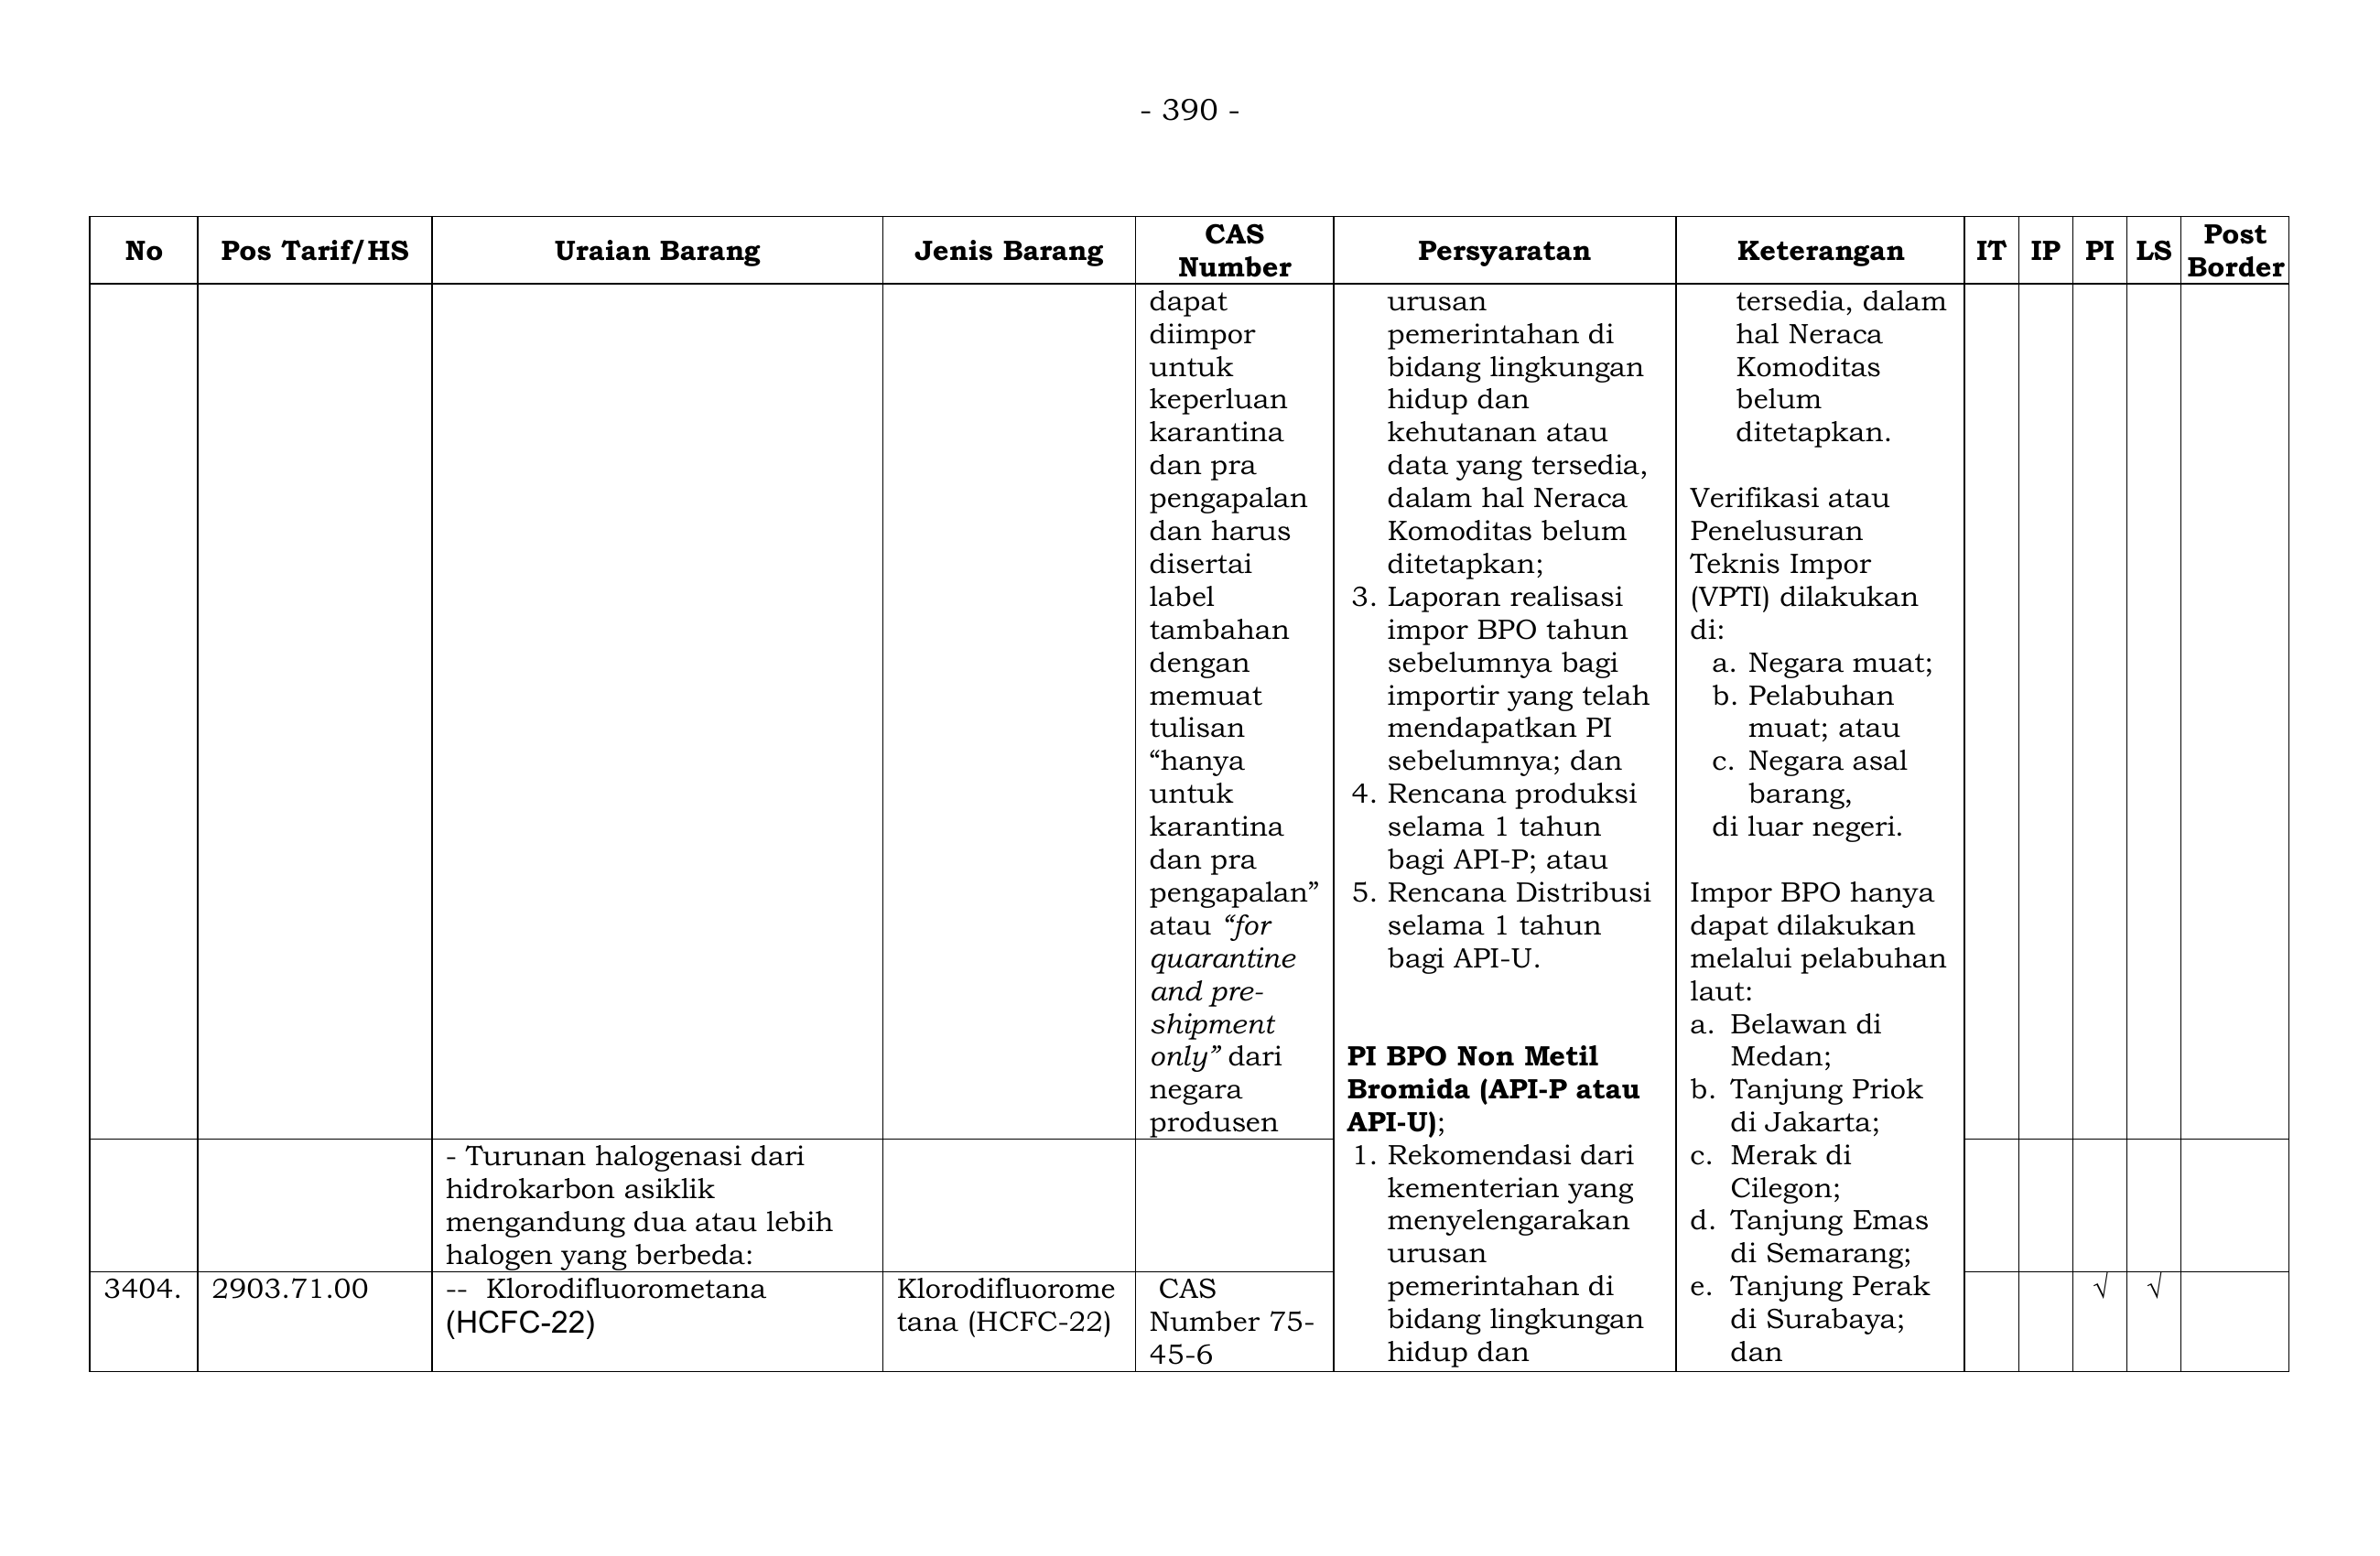 - 390 -
No
Pos Tarif/HS
Uraian Barang
Jenis Barang
CAS
Number
Persyaratan
Keterangan
IT
IP
PI
LS
Post
Border
dapat
diimpor
untuk
keperluan
karantina
dan pra
pengapalan
dan harus
disertai
label
tambahan
dengan
memuat
tulisan
“hanya
untuk
karantina
dan pra
pengapalan”
atau “for
quarantine
and pre-
shipment
only” dari
negara
produsen
urusan
pemerintahan di
bidang lingkungan
hidup dan
kehutanan atau
data yang tersedia,
dalam hal Neraca
Komoditas belum
ditetapkan;
3. Laporan realisasi
impor BPO tahun
sebelumnya bagi
importir yang telah
mendapatkan PI
sebelumnya; dan
4. Rencana produksi
selama 1 tahun
bagi API-P; atau
5. Rencana Distribusi
selama 1 tahun
bagi API-U.
PI BPO Non Metil
Bromida (API-P atau
API-U);
1. Rekomendasi dari
kementerian yang
menyelengarakan
urusan
pemerintahan di
bidang lingkungan
hidup dan
tersedia, dalam
hal Neraca
Komoditas
belum
ditetapkan.
Verifikasi atau
Penelusuran
Teknis Impor
(VPTI) dilakukan
di:
a. Negara muat;
b. Pelabuhan
muat; atau
c. Negara asal
barang,
di luar negeri.
Impor BPO hanya
dapat dilakukan
melalui pelabuhan
laut:
a. Belawan di
Medan;
b. Tanjung Priok
di Jakarta;
c. Merak di
Cilegon;
d. Tanjung Emas
di Semarang;
e. Tanjung Perak
di Surabaya;
dan
- Turunan halogenasi dari
hidrokarbon asiklik
mengandung dua atau lebih
halogen yang berbeda:
3404.
2903.71.00
-- Klorodifluorometana
(HCFC-22)
Klorodifluorome
tana (HCFC-22)
CAS
Number 75-
45-6
√
√